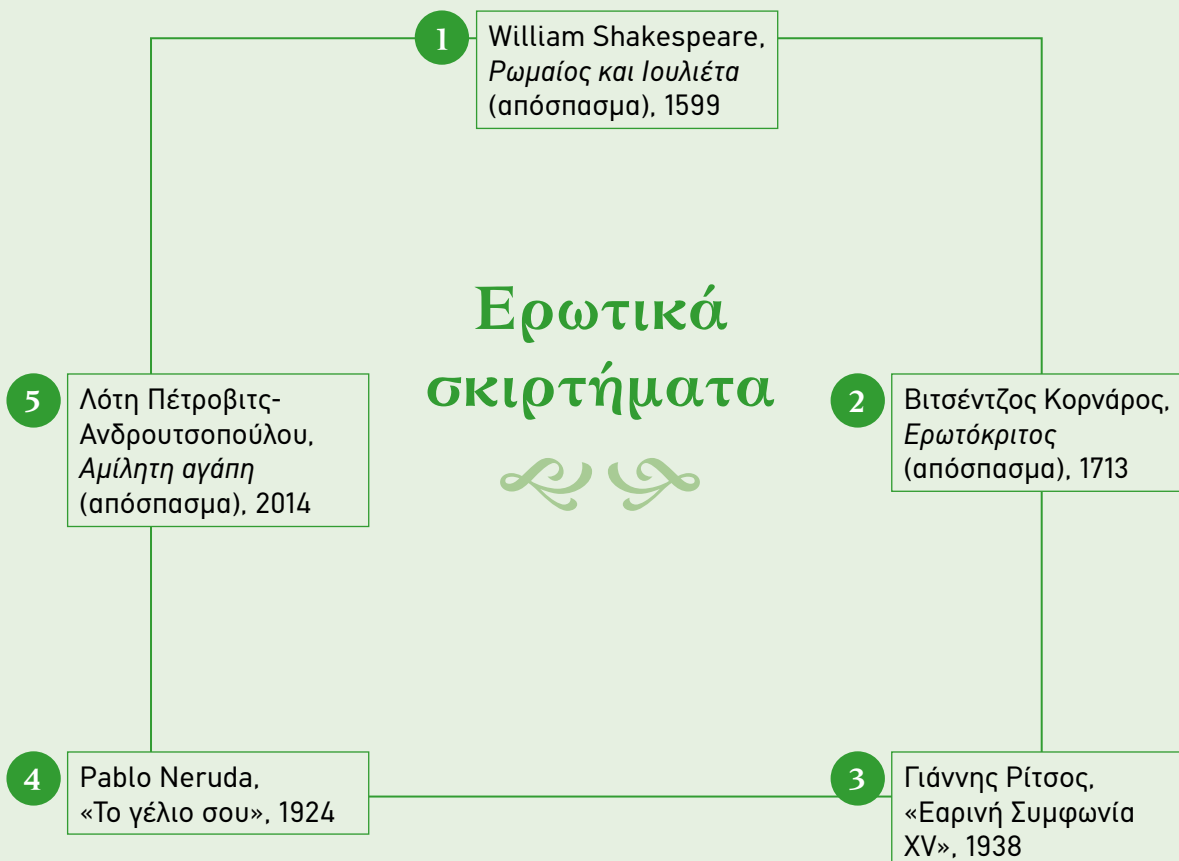 1
William Shakespeare,
Ρωμαίος και Ιουλιέτα
(απόσπασμα), 1599
Ερωτικά
σκιρτήματα
5
Λότη Πέτροβιτς-
Ανδρουτσοπούλου,
Αμίλητη αγάπη
(απόσπασμα), 2014
2
Βιτσέντζος Κορνάρος,
Ερωτόκριτος
(απόσπασμα), 1713
4
Pablo Neruda,
«Το γέλιο σου», 1924
3
Γιάννης Ρίτσος,
«Εαρινή Συμφωνία
XV», 1938